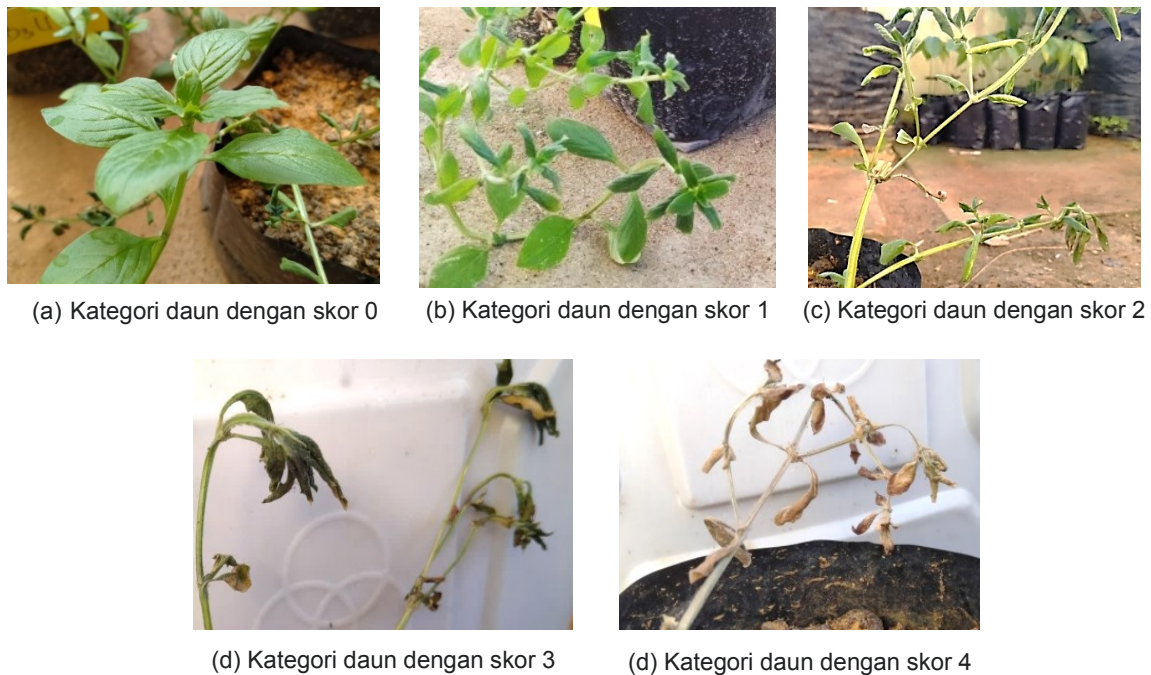 (a) Kategori daun dengan skor 0
(b) Kategori daun dengan skor 1
(c) Kategori daun dengan skor 2
(d) Kategori daun dengan skor 3
(d) Kategori daun dengan skor 4